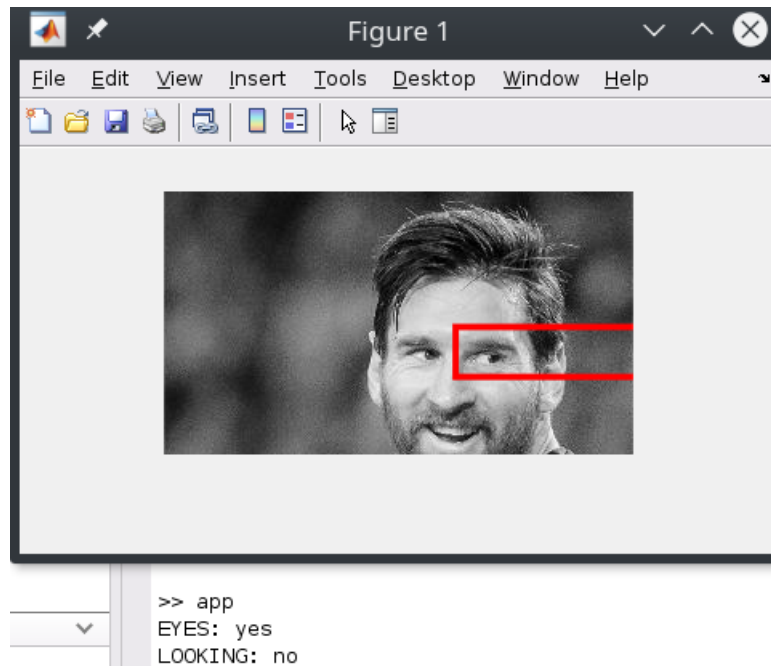 Figure 1
File Edit View Insert Tools Desktop Window Help
>> app
EYES: yes
LOOKING: no